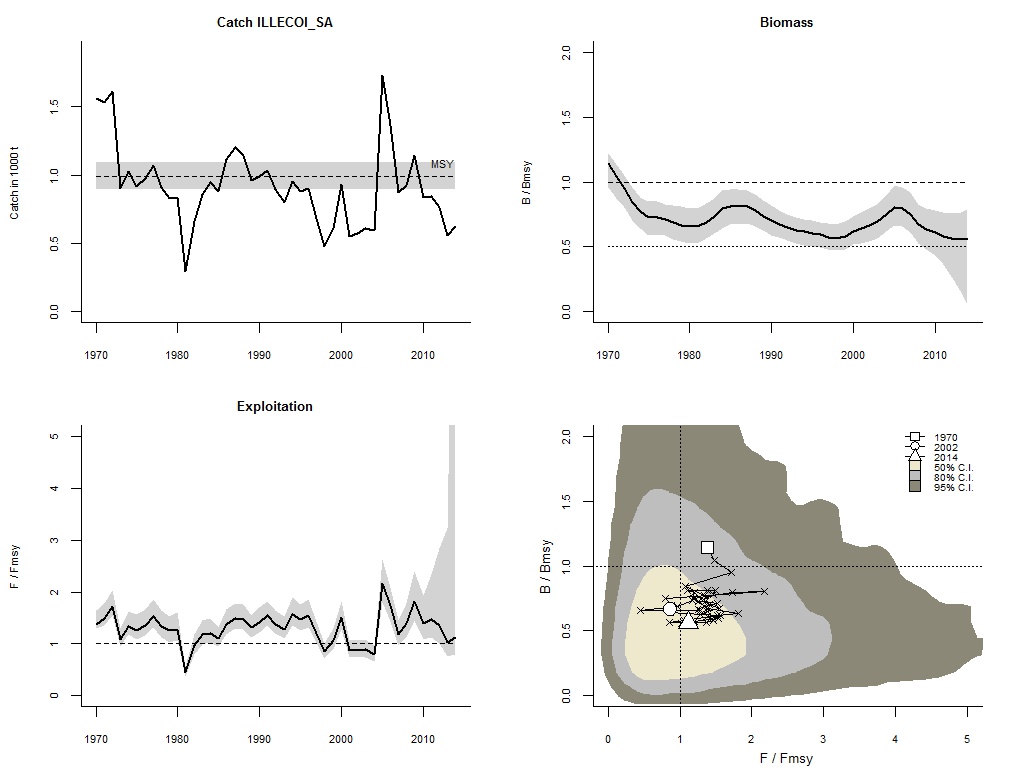 Catch ILLECOI_SA
Catch in 1000 t
0.0 0.5 1.0 1.5
MSY
1970 1980 1990 2000 2010
Biomass
B / Bmsy
0.0 0.5 1.0 1.5 2.0
1970 1980 1990 2000 2010
Exploitation
F / Fmsy
0 1 2 3 4 5
1970 1980 1990 2000 2010
B / Bmsy
0.0 0.5 1.0 1.5 2.0
1970
2002
2014
50% C.I.
80% C.I.
95% C.I.
0 1 2 3 4 5
F / Fmsy